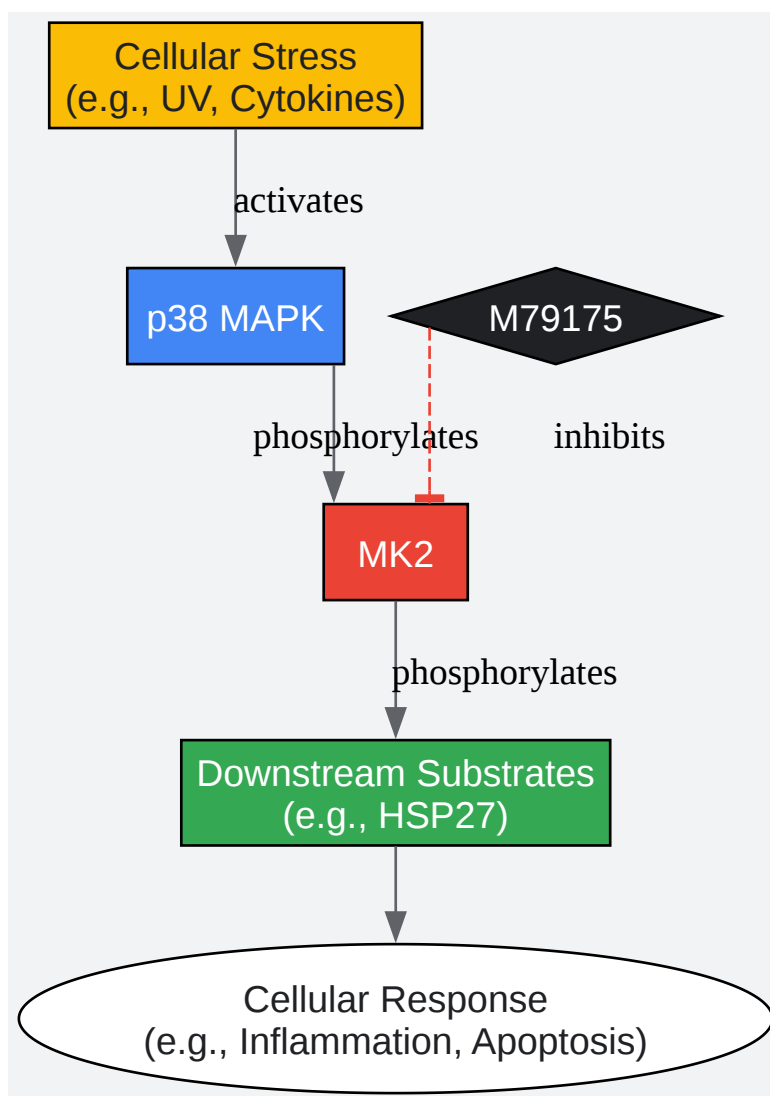 Cellular Stress
(e.g., UV, Cytokines)
activates
p38 MAPK
M79175
phosphorylates
inhibits
MK2
phosphorylates
Downstream Substrates
(e.g., HSP27)
Cellular Response
(e.g., Inflammation, Apoptosis)